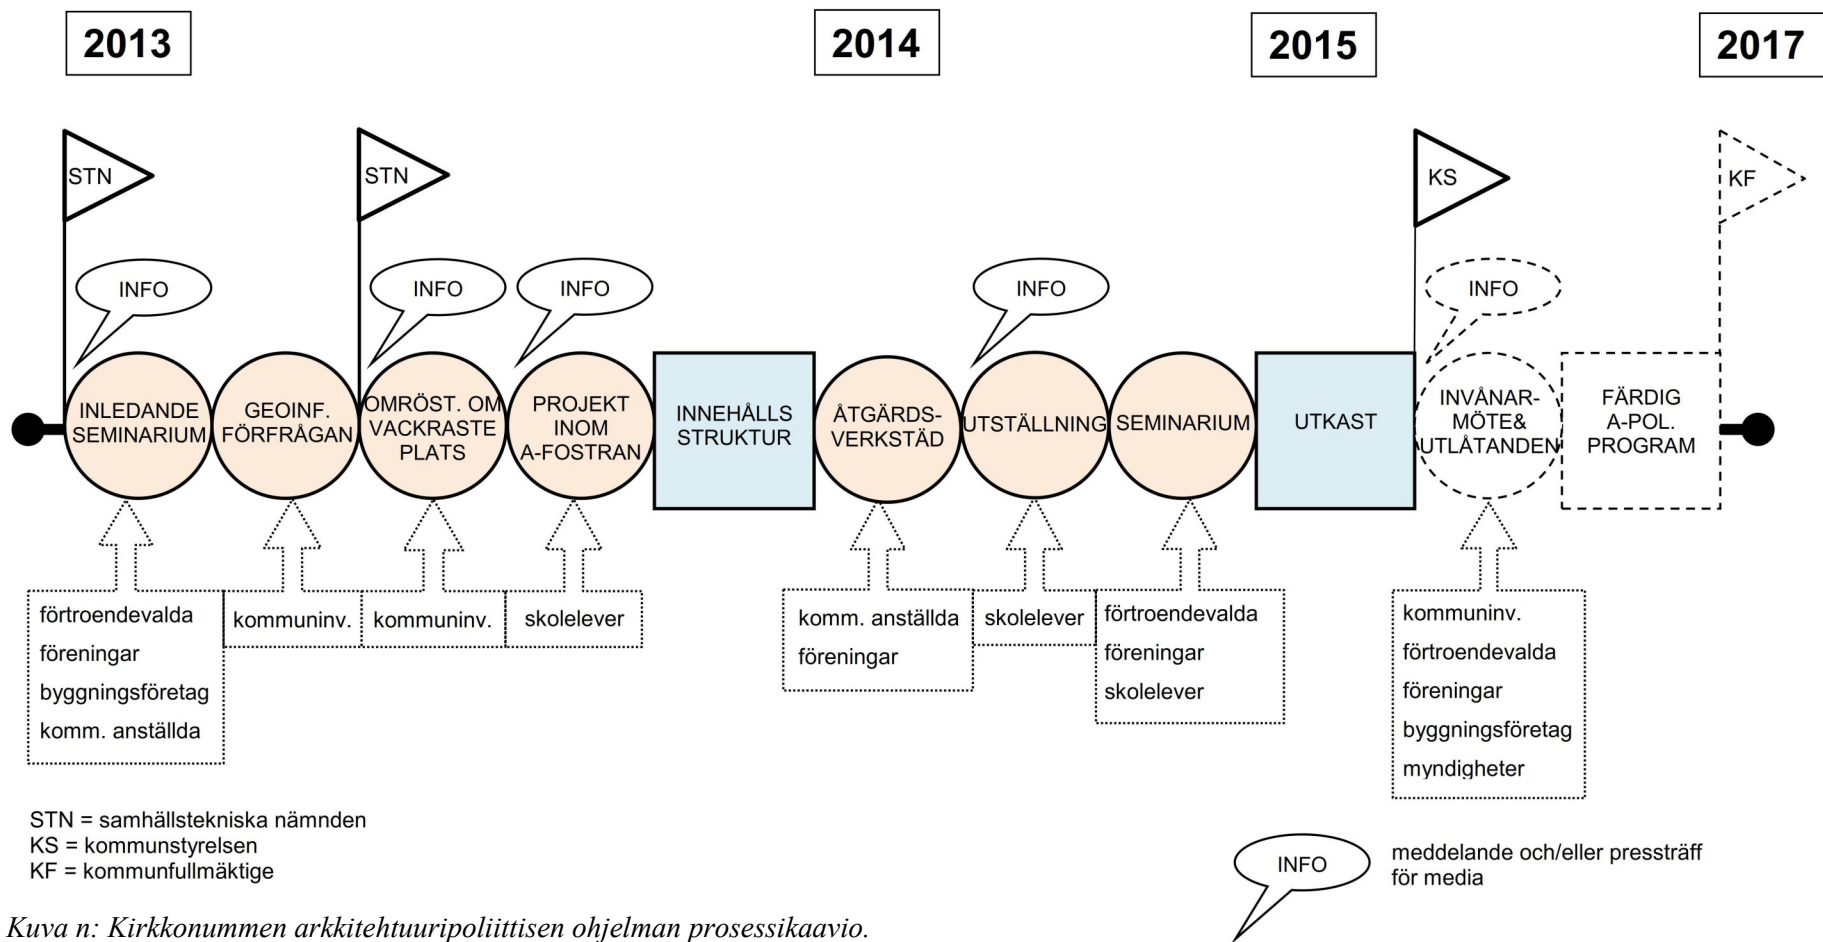 2013
2014
2015
2017
STN
STN
KS
KF
INFO
INFO
INFO
INFO
INFO
INLEDANDE
SEMINARIUM
GEOINF.
FÖRFRÅGAN
OMRÖST. OM
VACKRASTE
PLATS
PROJEKT
INOM
A-FOSTRAN
INNEHÅLLS
STRUKTUR
ÅTGÄRDS-
VERKSTÄD
UTSTÄLLNING
SEMINARIUM
UTKAST
INVÅNAR-
MÖTE&
UTLÅTANDEN
FÄRDIG
A-POL.
PROGRAM
förtroendevalda
föreningar
byggningsföretag
komm. anställda
kommuninv.
kommuninv.
skolelever
komm. anställda
föreningar
skolelever
förtroendevalda
föreningar
skolelever
kommuninv.
förtroendevalda
föreningar
byggningsföretag
myndigheter
STN = samhällstekniska nämnden
KS = kommunstyrelsen
KF = kommunfullmäktige
INFO
meddelande och/eller pressträff
för media
Kuva n: Kirkkonummen arkkitehtuuripoliittisen ohjelman prosessikaavio.